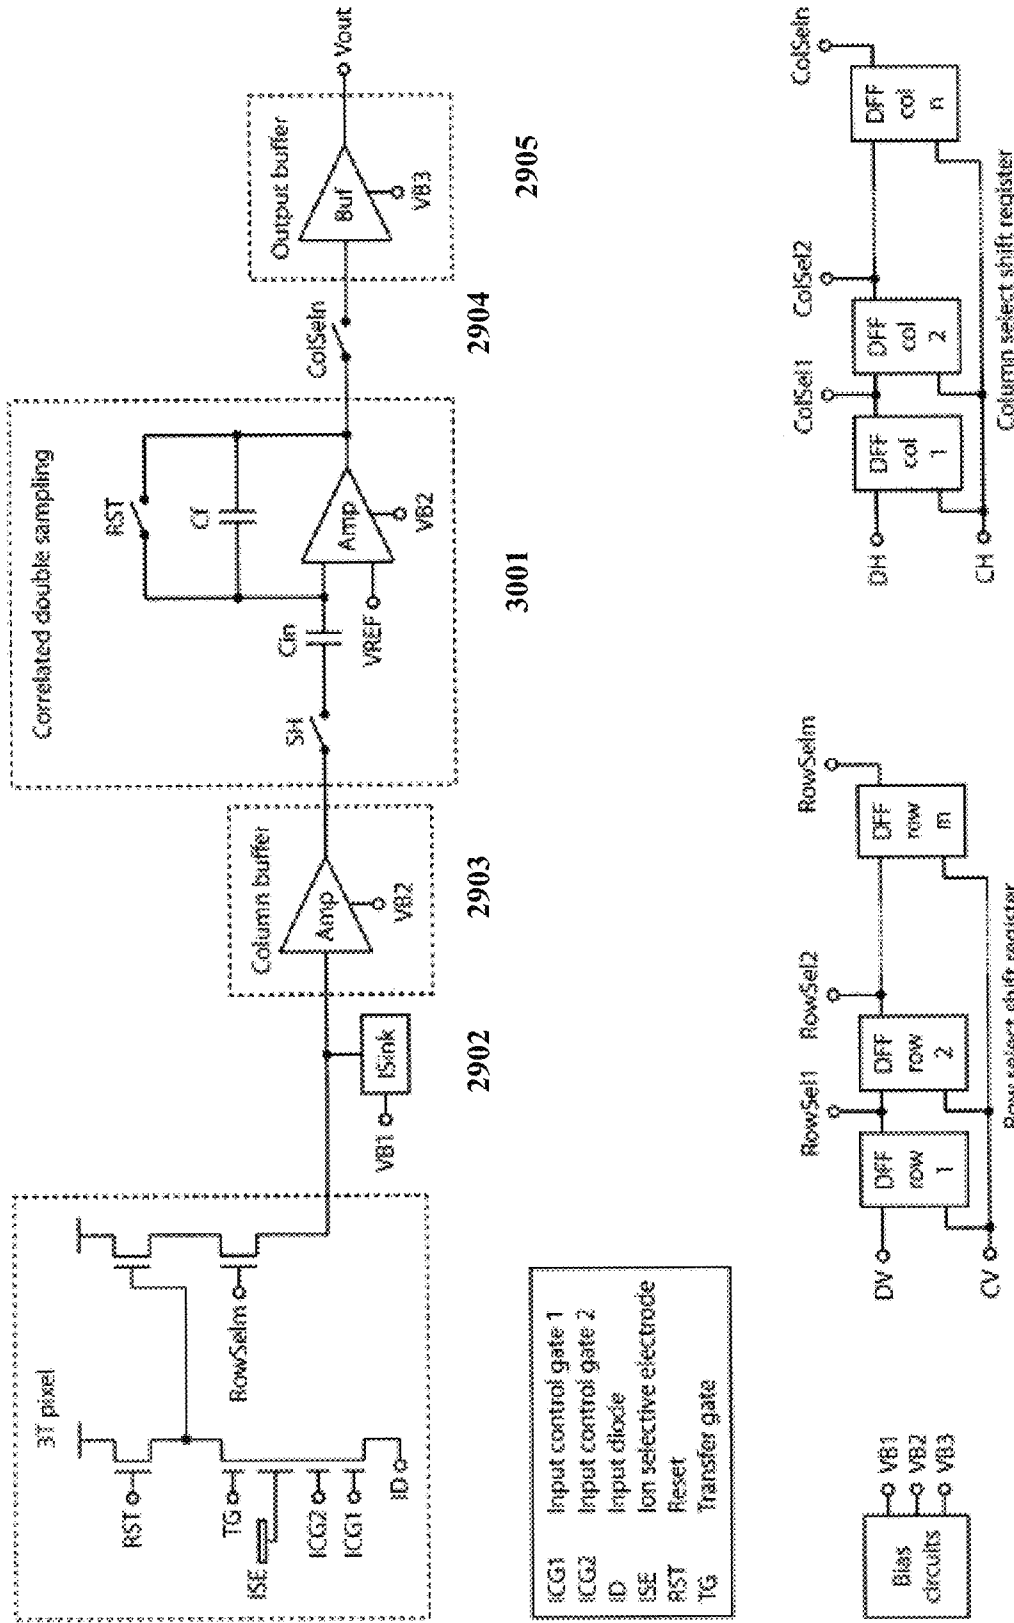 3T pixel
RST
TG
ISE
ICG2
ICG1
ID
RowSelm
VB1
ISink
2902
Column buffer
Amp
VB2
2903
Correlated double sampling
SH
Cin
VREF
RST
Cf
Amp
VB2
3001
ColSeln
2904
Output buffer
Buf
VB3
Vout
2905
ICG1 Input control gate 1
ICG2 Input control gate 2
ID Input diode
ISE Ion selective electrode
RST Reset
TG Transfer gate
Bias
circuits
VB1
VB2
VB3
DV
CV
DFF
row
1
RowSel1
DFF
row
2
RowSel2
DFF
row
m
RowSelm
Row select shift register
DH
CH
DFF
col
1
ColSel1
DFF
col
2
ColSel2
DFF
col
n
ColSeln
Column select shift register